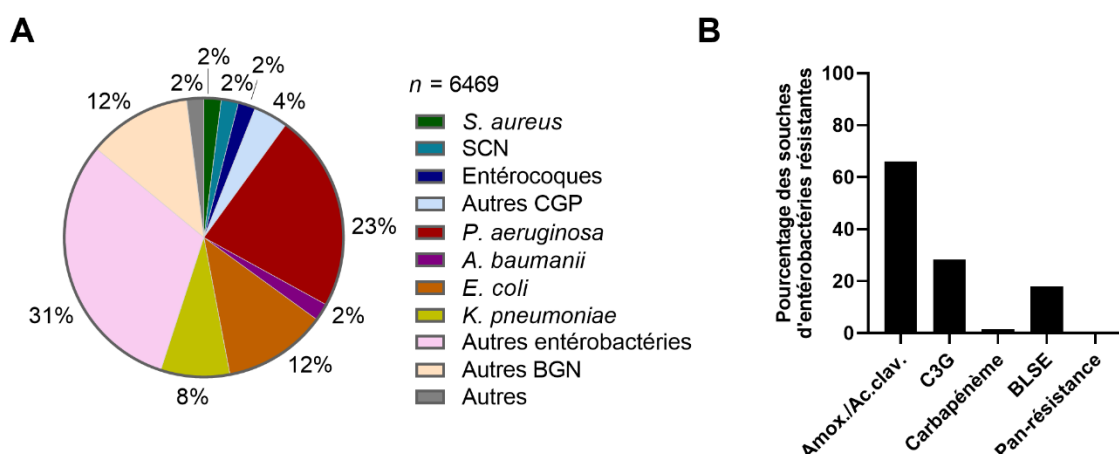 A
2%
2%
2%
2%
12%
4%
23%
2%
12%
8%
31%
n = 6469
S. aureus
SCN
Entérocoques
Autres CGP
P. aeruginosa
A. baumanii
E. coli
K. pneumoniae
Autres entérobactéries
Autres BGN
Autres
B
Pourcentage des souches
d'entérobactéries résistantes
100
80
60
40
20
0
Amox./Ac.clav.
C3G
Carbapénème
BLSE
Pan-résistance